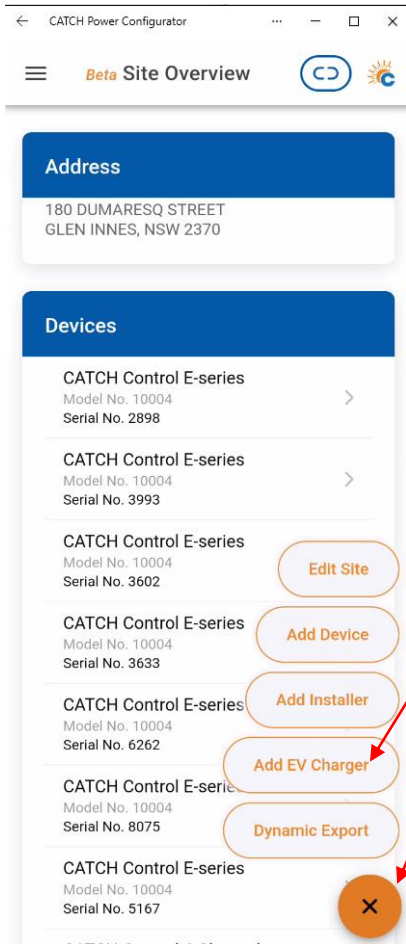 CATCH Power Configurator
Beta Site Overview
Address
180 DUMARESQ STREET
GLEN INNES, NSW 2370
Devices
CATCH Control E-series
Model No. 10004
Serial No. 2898
CATCH Control E-series
Model No. 10004
Serial No. 3993
CATCH Control E-series
Model No. 10004
Serial No. 3602
Edit Site
CATCH Control E-series
Model No. 10004
Serial No. 3633
Add Device
CATCH Control E-series
Model No. 10004
Serial No. 6262
Add Installer
Add EV Charger
CATCH Control E-serie
Model No. 10004
Serial No. 8075
Dynamic Export
CATCH Control E-series
Model No. 10004
Serial No. 5167